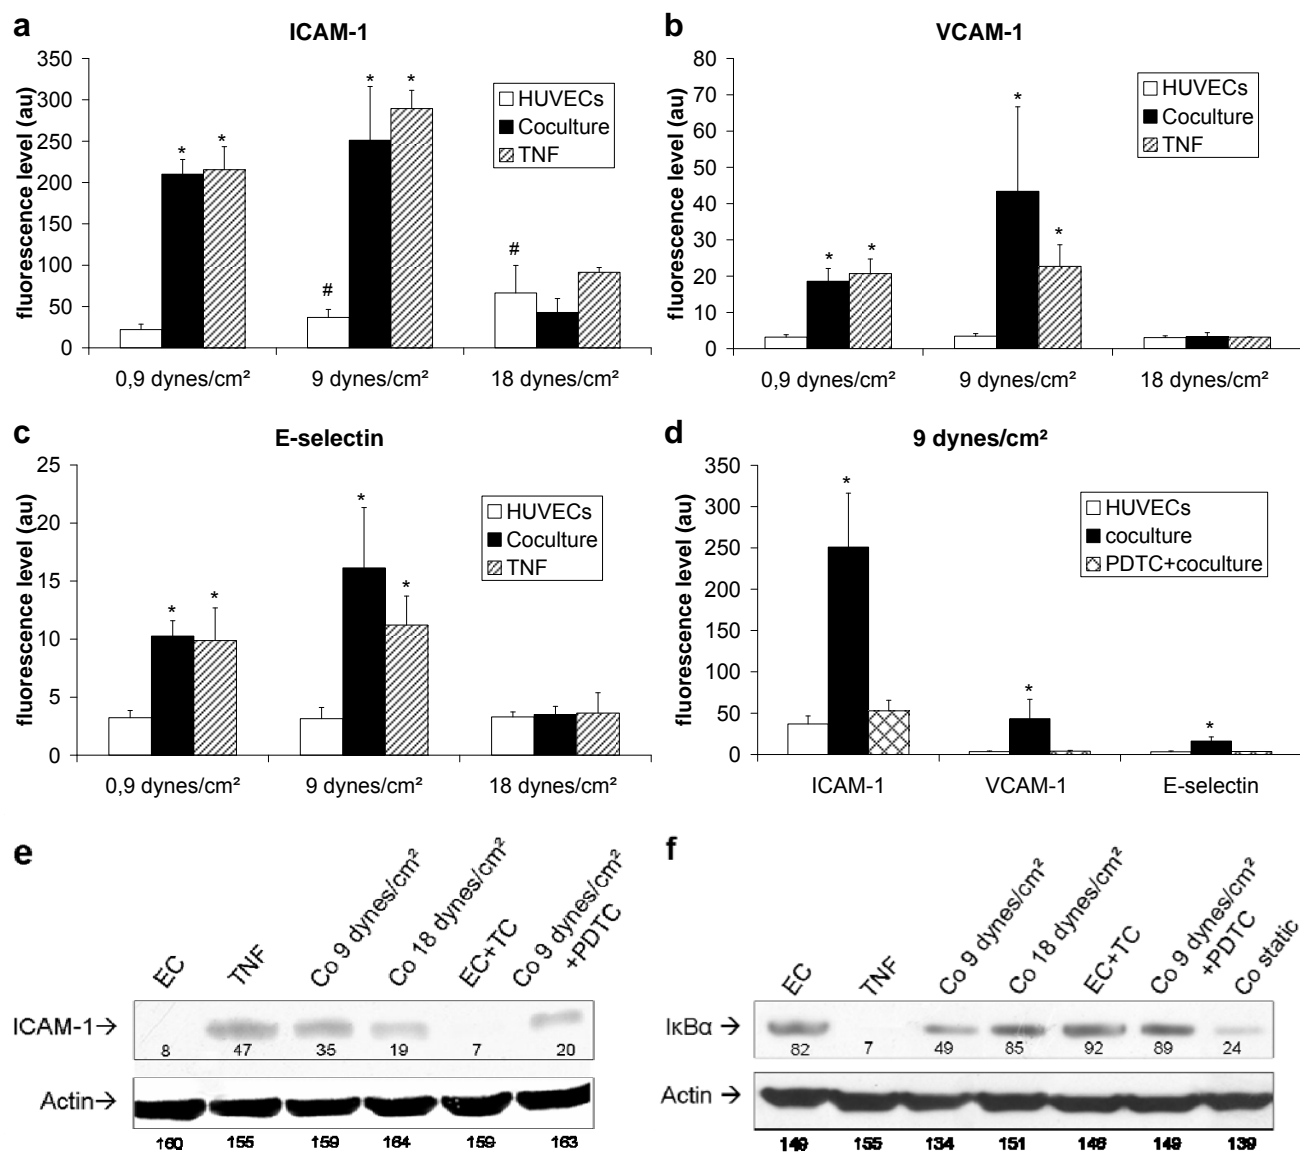 a
ICAM-1
fluorescence level (au)
350
300
250
200
150
100
50
0
HUVECs
Coculture
TNF
* * * * # #
0,9 dynes/cm²
9 dynes/cm²
18 dynes/cm²
b
VCAM-1
fluorescence level (au)
80
70
60
50
40
30
20
10
0
HUVECs
Coculture
TNF
* * * *
0,9 dynes/cm²
9 dynes/cm²
18 dynes/cm²
c
E-selectin
fluorescence level (au)
25
20
15
10
5
0
HUVECs
Coculture
TNF
* * * *
0,9 dynes/cm²
9 dynes/cm²
18 dynes/cm²
d
9 dynes/cm²
fluorescence level (au)
350
300
250
200
150
100
50
0
HUVECs
coculture
PDTC+coculture
* * *
ICAM-1
VCAM-1
E-selectin
e
EC
TNF
Co 9 dynes/cm²
Co 18 dynes/cm²
EC+TC
Co 9 dynes/cm²
+PDTC
ICAM-1→
8 47 35 19 7 20
Actin→
160 155 159 164 159 163
f
EC
TNF
Co 9 dynes/cm²
Co 18 dynes/cm²
EC+TC
Co 9 dynes/cm²
+PDTC
Co static
IκBα →
82 7 49 85 92 89 24
Actin →
155 134 151 139